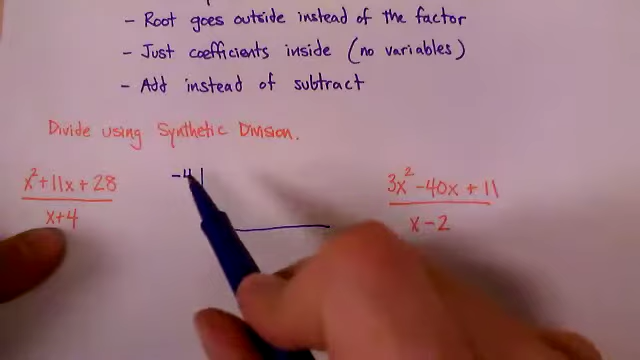 - Root goes outside instead of the factor
- Just coefficients inside (no variables)
- Add instead of subtract
Divide using Synthetic Division.
x²+11x+28
x+4
-4
3x²-40x+11
x-2